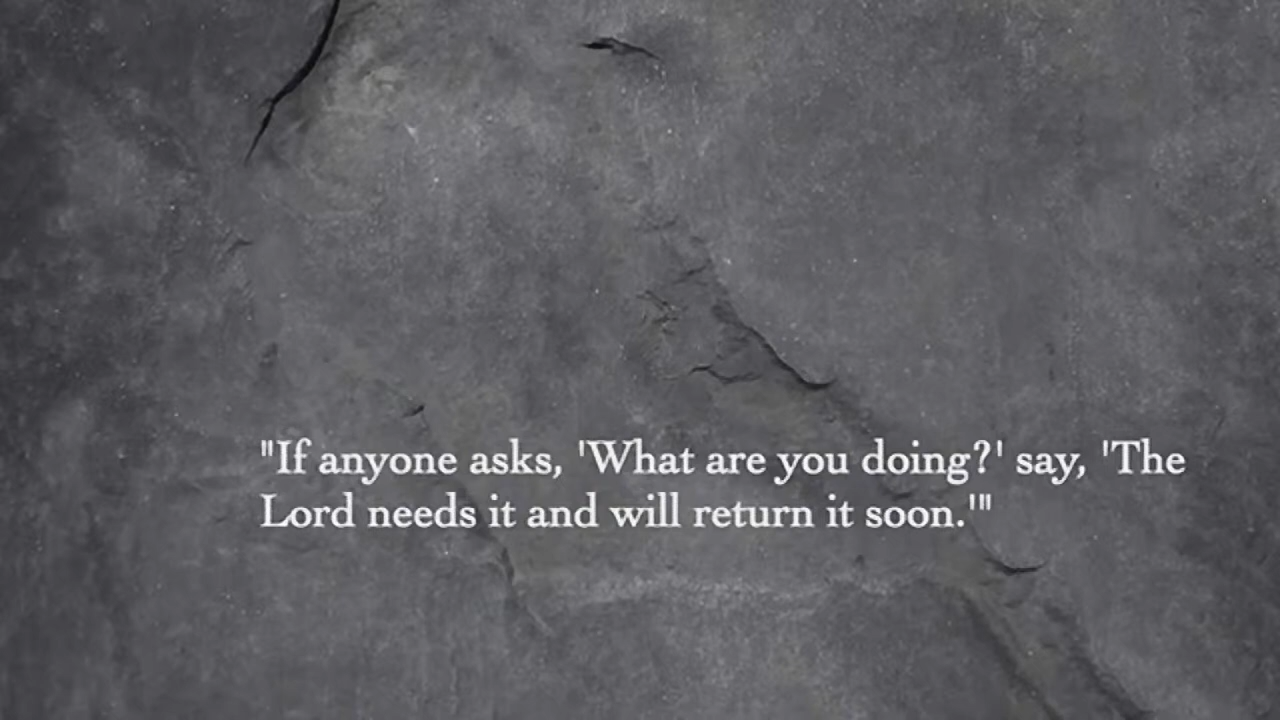 "If anyone asks, 'What are you doing?' say, 'The
Lord needs it and will return it soon.'"